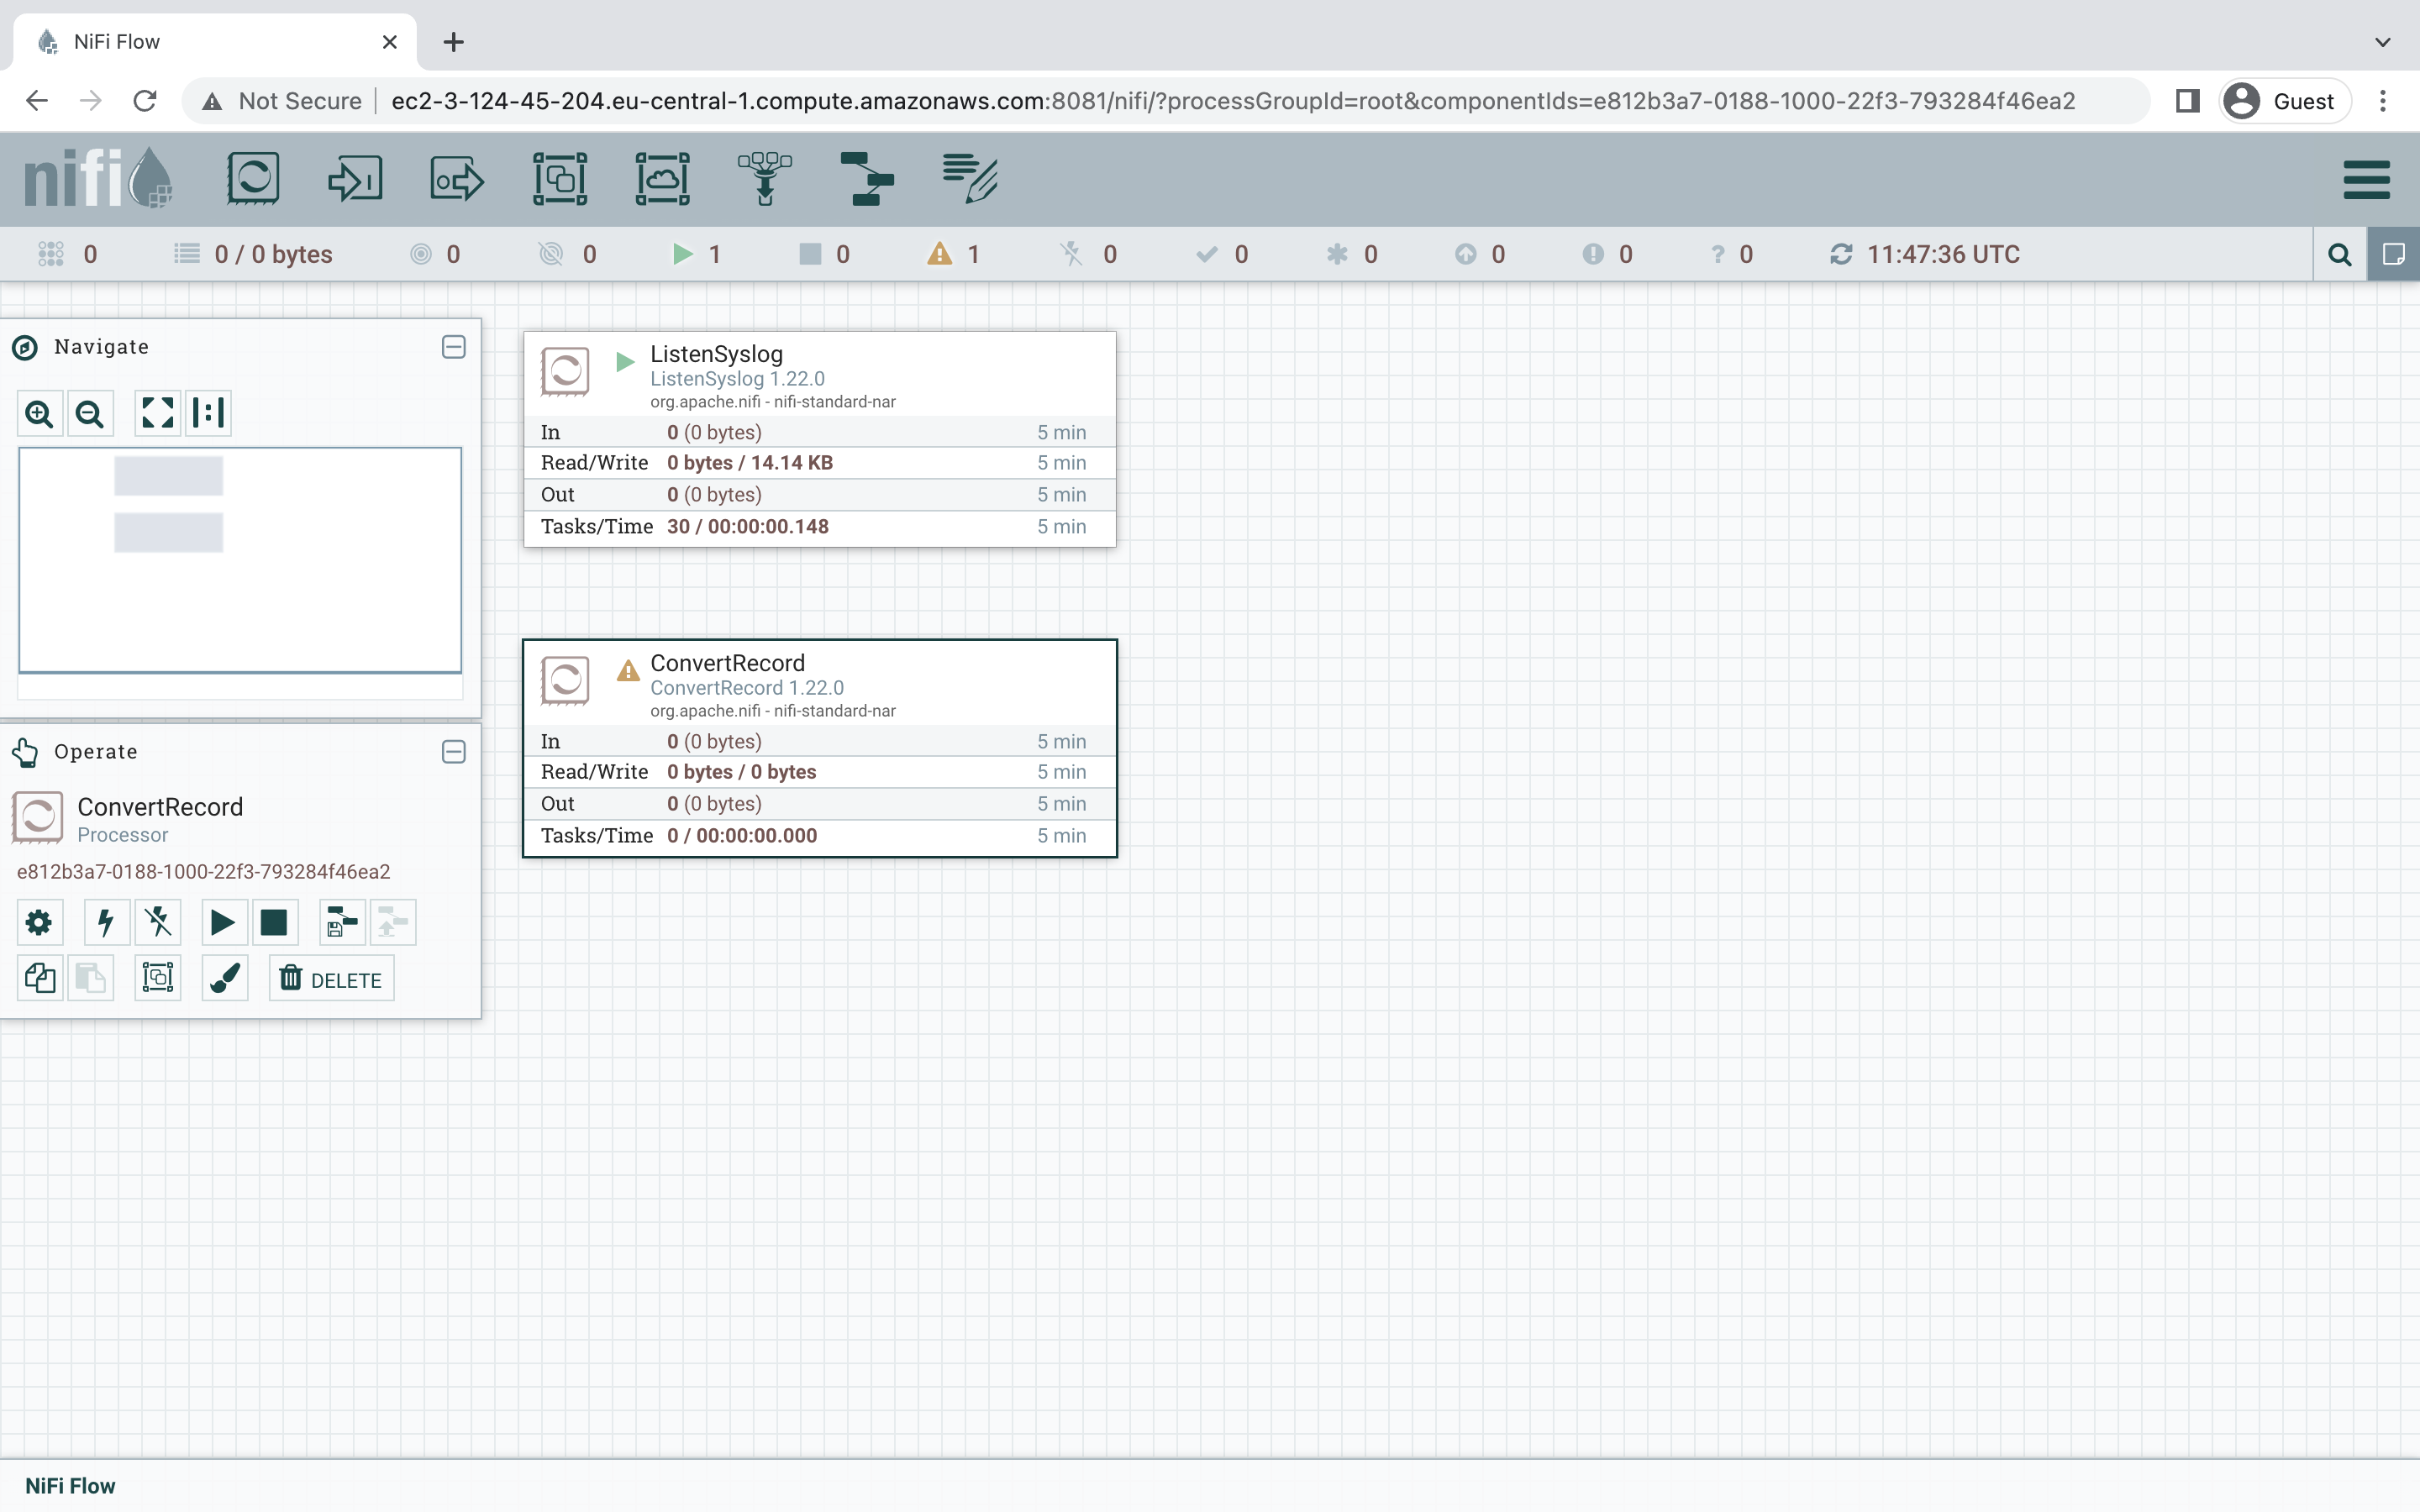 NiFi Flow
Not Secure ec2-3-124-45-204.eu-central-1.compute.amazonaws.com:8081/nifi/?processGroupId=root&componentIds=e812b3a7-0188-1000-22f3-793284f46ea2 Guest
nifi
0 0 / 0 bytes 0 0 1 0 1 0 0 0 0 0 ? 0 11:47:36 UTC
Navigate
ListenSyslog
ListenSyslog 1.22.0
org.apache.nifi - nifi-standard-nar
In 0 (0 bytes) 5 min
Read/Write 0 bytes / 14.14 KB 5 min
Out 0 (0 bytes) 5 min
Tasks/Time 30 / 00:00:00.148 5 min
ConvertRecord
ConvertRecord 1.22.0
org.apache.nifi - nifi-standard-nar
In 0 (0 bytes) 5 min
Read/Write 0 bytes / 0 bytes 5 min
Out 0 (0 bytes) 5 min
Tasks/Time 0 / 00:00:00.000 5 min
Operate
ConvertRecord
Processor
e812b3a7-0188-1000-22f3-793284f46ea2
DELETE
NiFi Flow